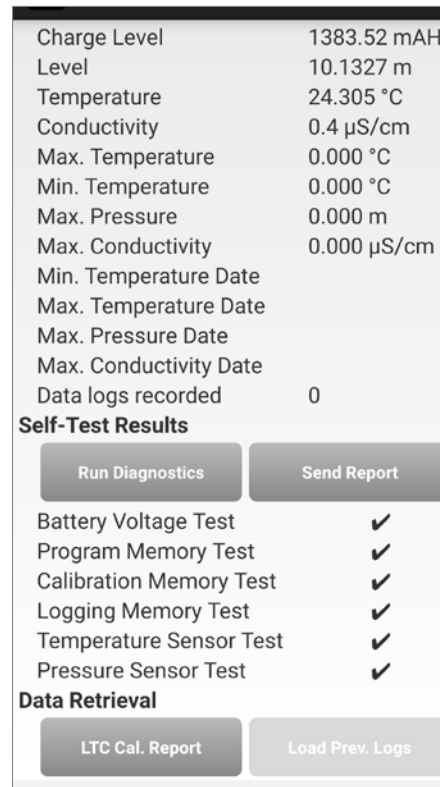 Charge Level 1383.52 mAH
Level 10.1327 m
Temperature 24.305 °C
Conductivity 0.4 µS/cm
Max. Temperature 0.000 °C
Min. Temperature 0.000 °C
Max. Pressure 0.000 m
Max. Conductivity 0.000 µS/cm
Min. Temperature Date
Max. Temperature Date
Max. Pressure Date
Max. Conductivity Date
Data logs recorded 0
Self-Test Results
Run Diagnostics Send Report
Battery Voltage Test ✔
Program Memory Test ✔
Calibration Memory Test ✔
Logging Memory Test ✔
Temperature Sensor Test ✔
Pressure Sensor Test ✔
Data Retrieval
LTC Cal. Report Load Prev. Logs